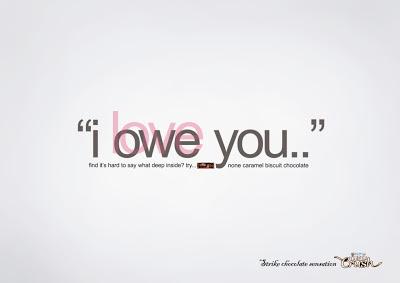 “i owe you..”
love
find it's hard to say what deep inside? try... none caramel biscuit chocolate
Strike chocolate sensation